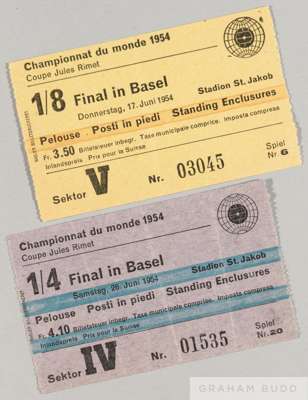 Championnat du monde 1954
Coupe Jules Rimet
1/8 Final in Basel
Donnerstag, 17. Juni 1954
Stadion St. Jakob
Pelouse Posti in piedi Standing Enclosures
Fr. 3.50 Billetsteuer inbegr. Taxe municipale comprise. Imposta compresa
Inlandspreis Prix pour la Suisse
Sektor V Nr. 03045 Spiel Nr. 6
Championnat du monde 1954
Coupe Jules Rimet
1/4 Final in Basel
Samstag, 26. Juni 1954
Stadion St. Jakob
Pelouse Posti in piedi Standing Enclosures
Fr. 4.10 Billetsteuer inbegr. Taxe municipale comprise. Imposta compresa
Inlandspreis Prix pour la Suisse
Sektor IV Nr. 01535 Spiel Nr. 20
GRAHAM BUDD